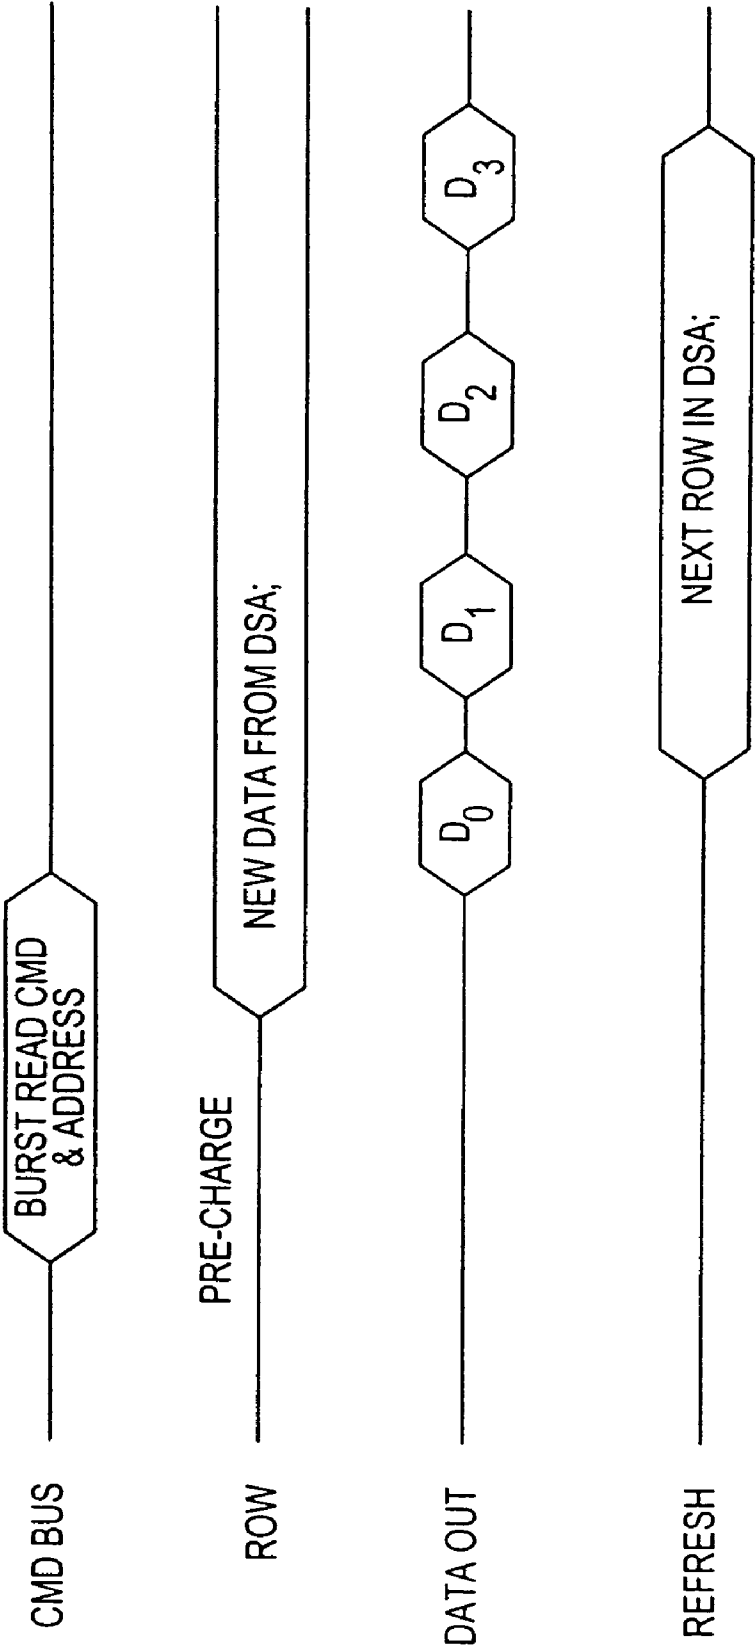 CMD BUS
BURST READ CMD
& ADDRESS
ROW
PRE-CHARGE
NEW DATA FROM DSA;
DATA OUT
D0
D1
D2
D3
REFRESH
NEXT ROW IN DSA;